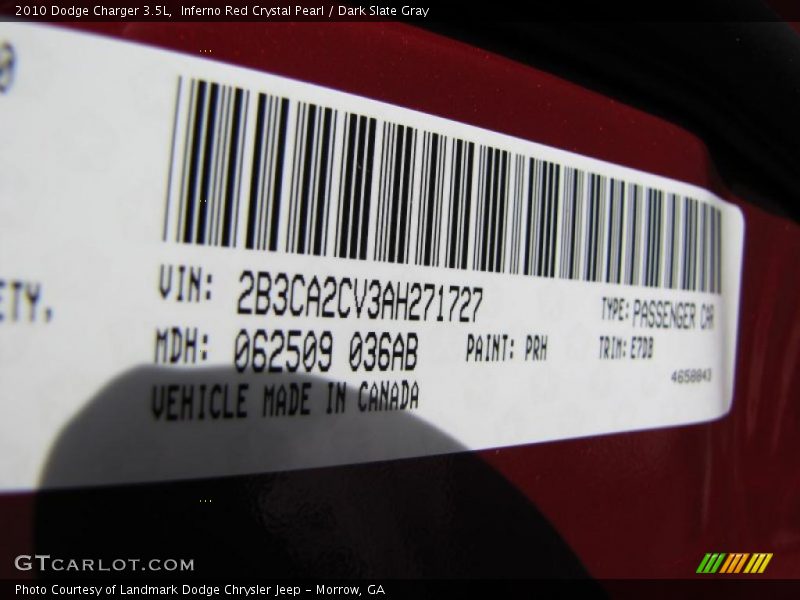 2010 Dodge Charger 3.5L, Inferno Red Crystal Pearl / Dark Slate Gray
VIN: 2B3CA2CV3AH271727
TYPE: PASSENGER CAR
ETY,
MDH: 062509 036AB
PAINT: PRH
TRIM: E7DB
4658843
VEHICLE MADE IN CANADA
GTCARLOT.COM
Photo Courtesy of Landmark Dodge Chrysler Jeep - Morrow, GA